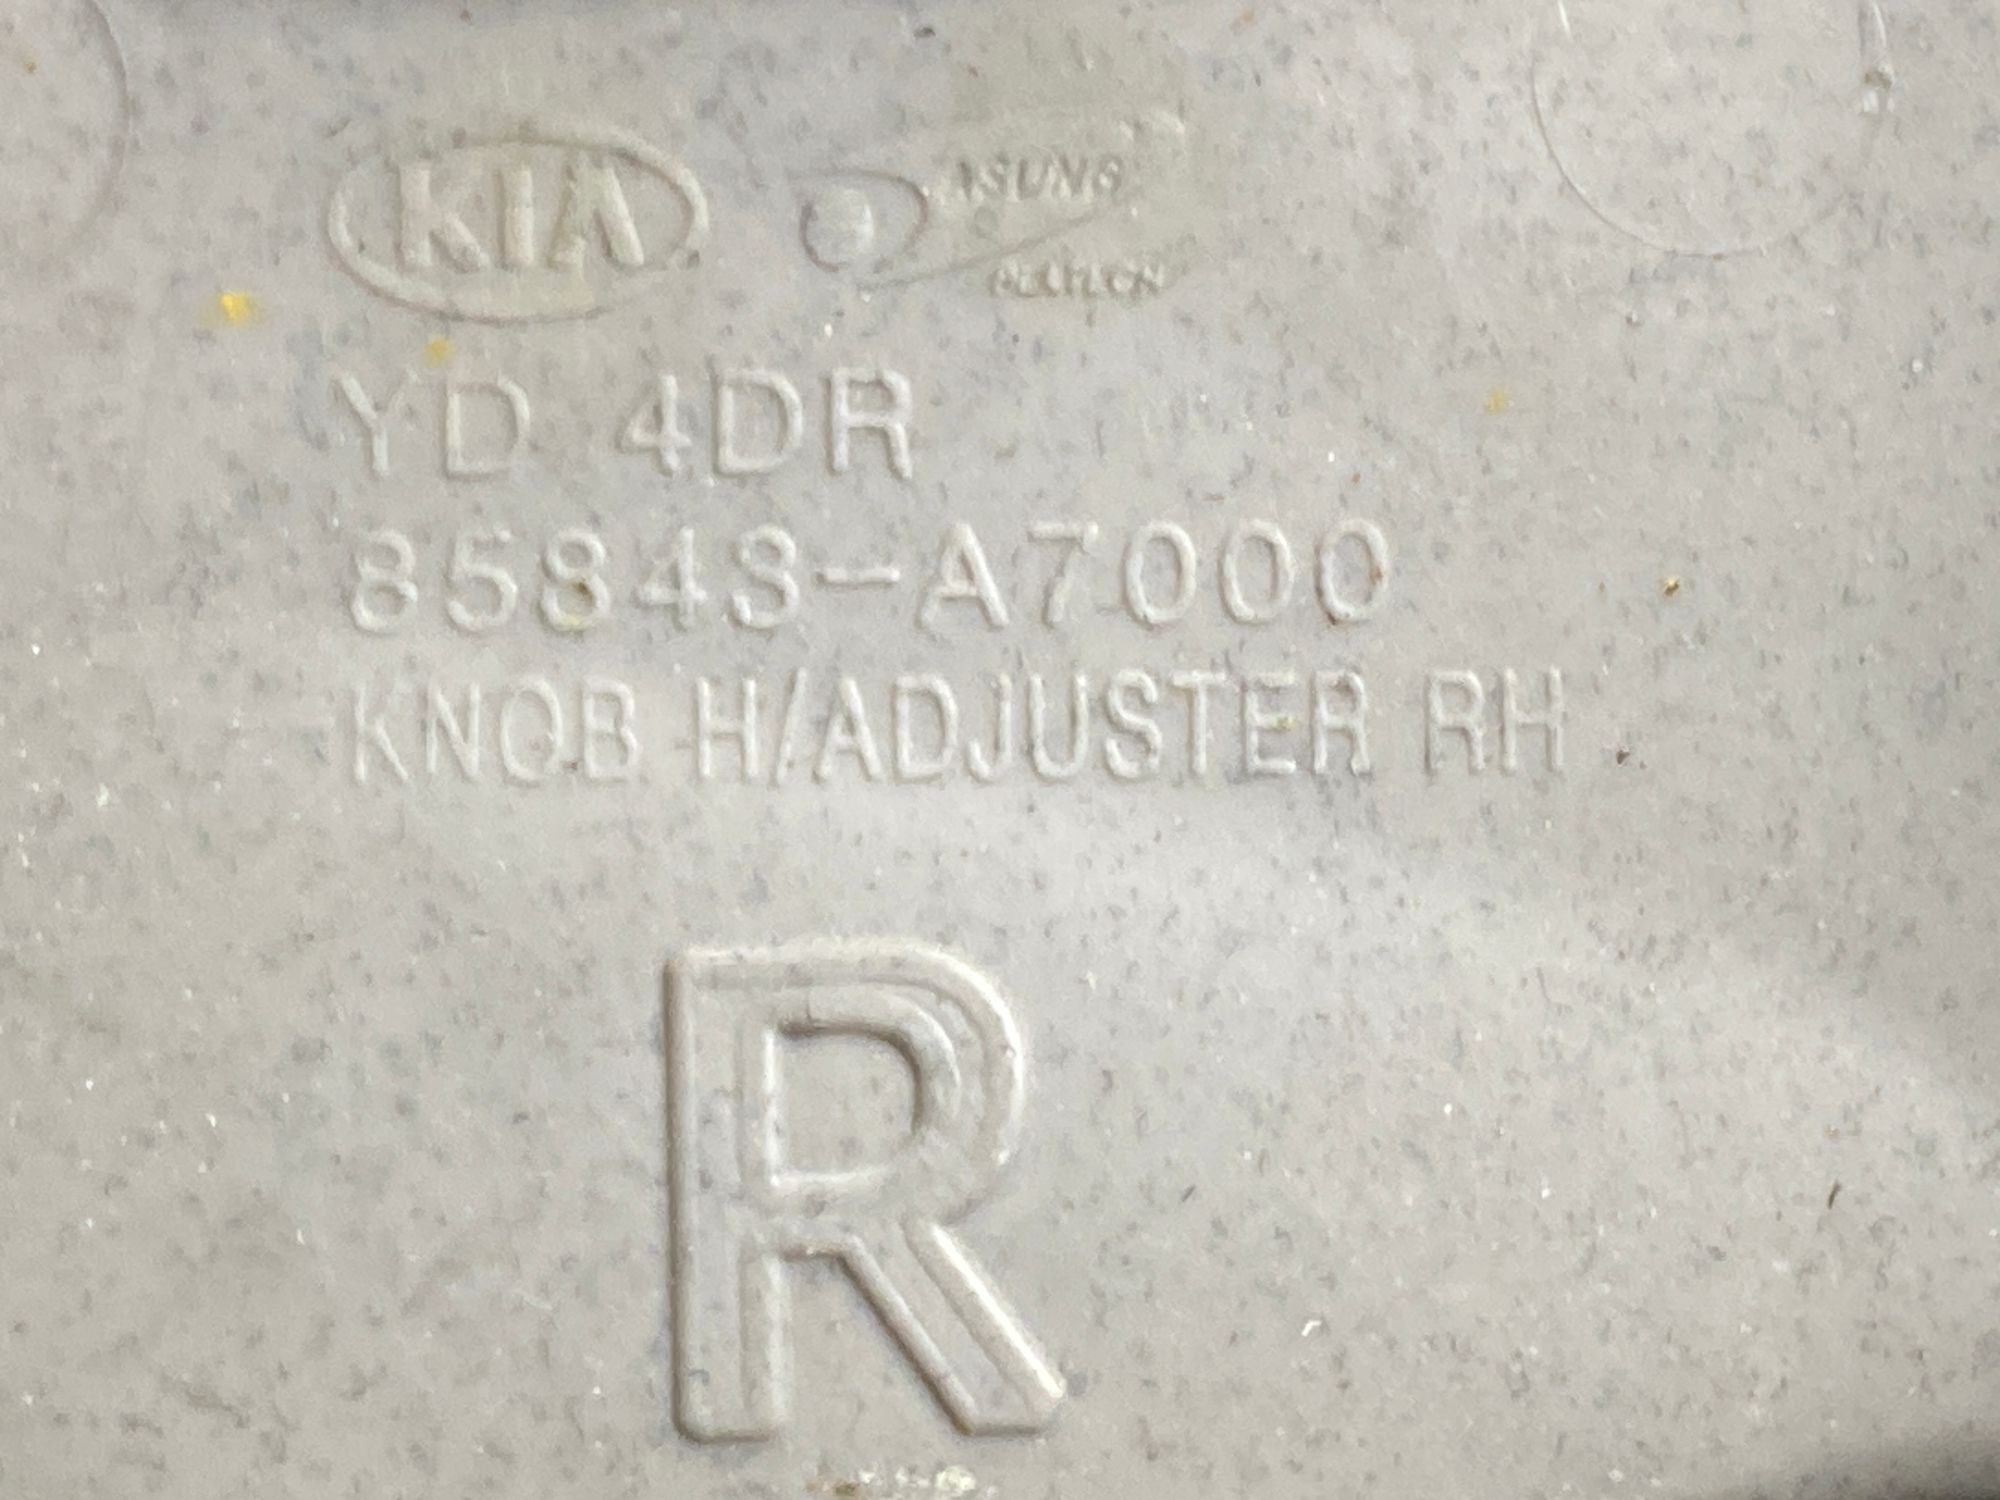 KIA
YD 4DR
85843-A7000
KNOB H/ADJUSTER RH
R